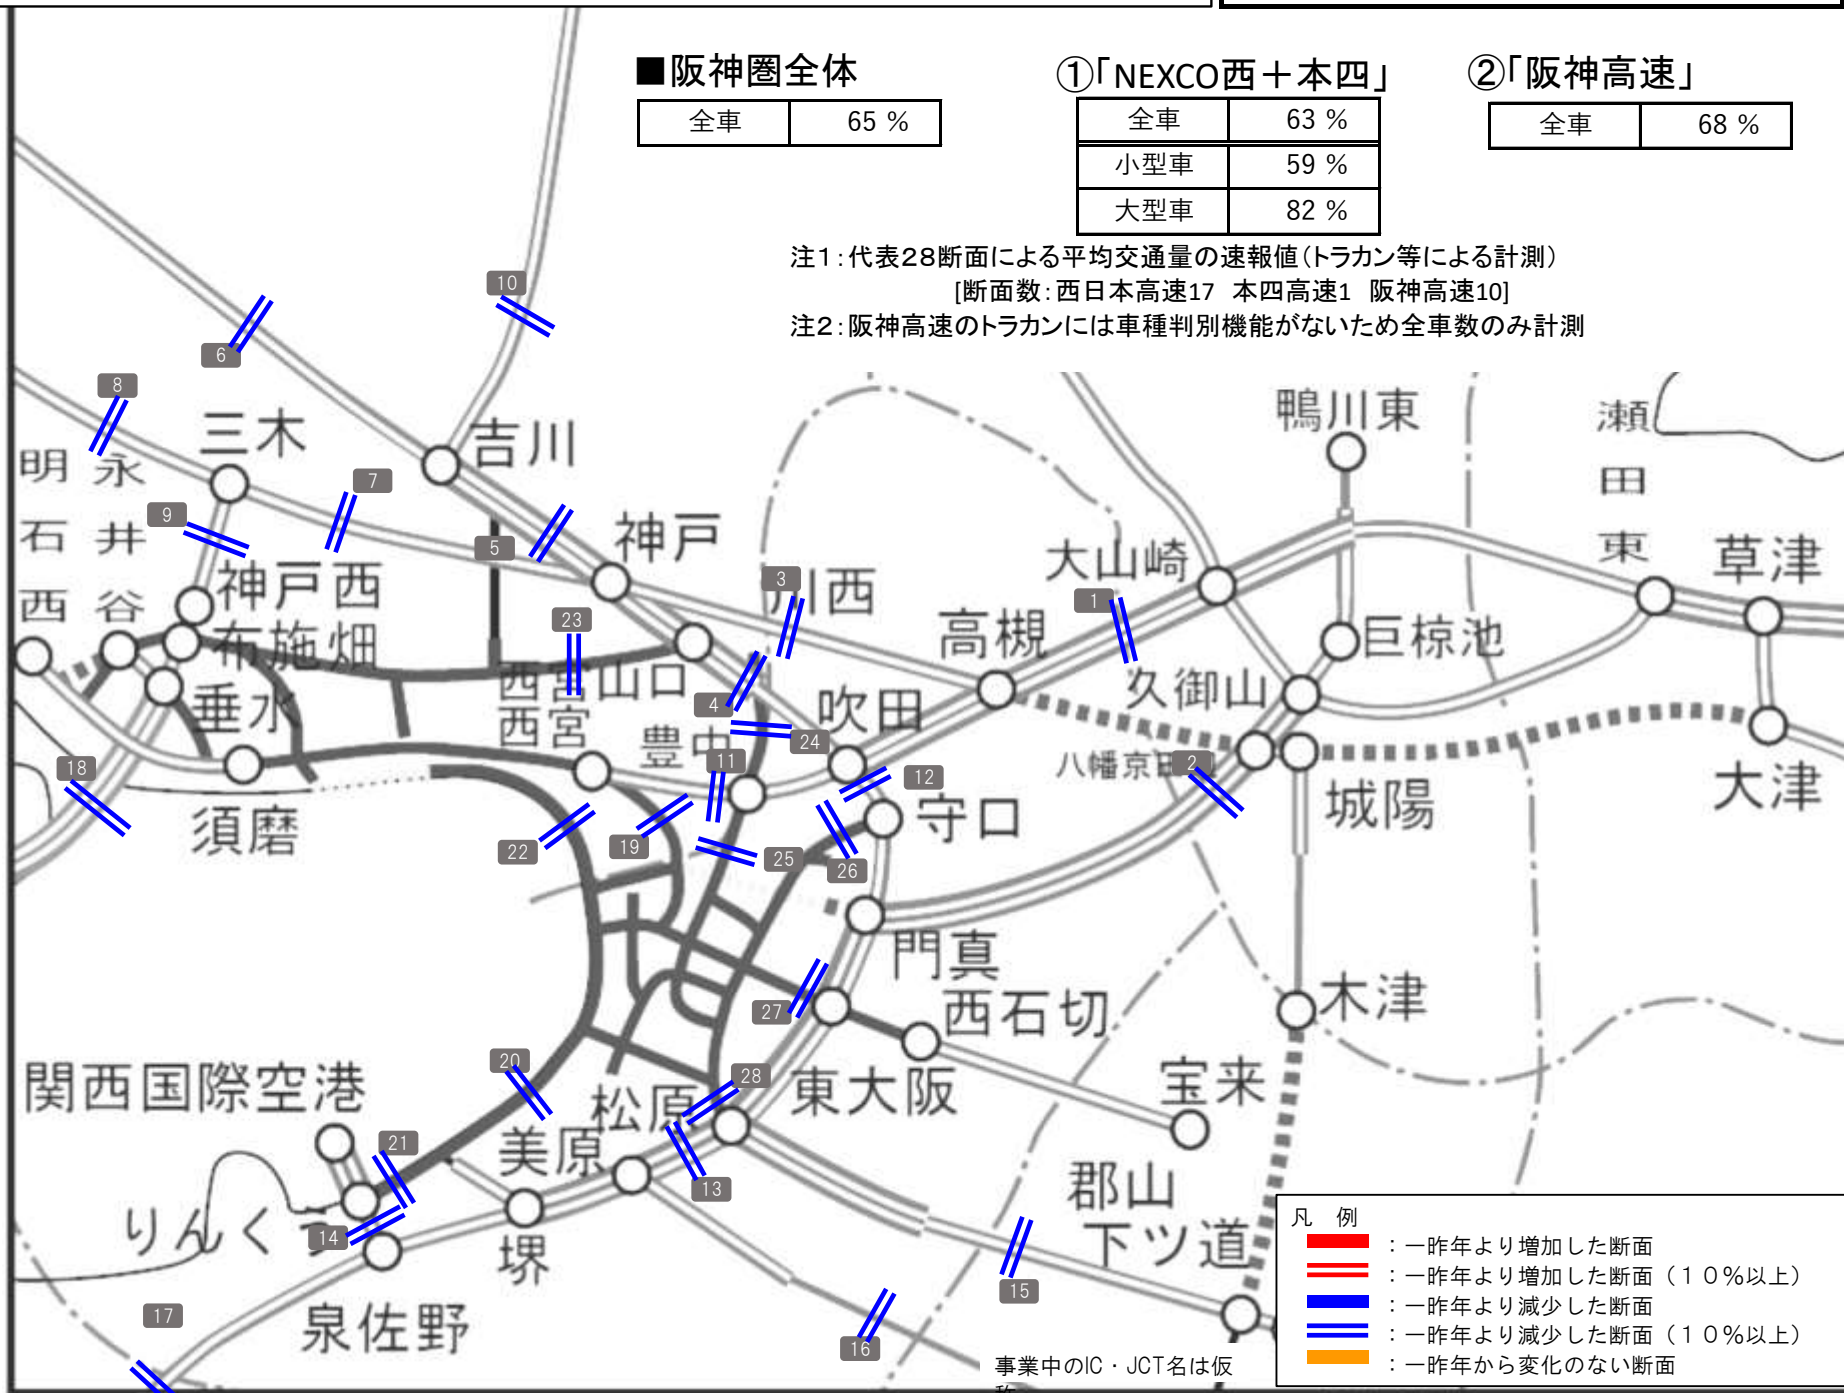 ■阪神圏全体
全車 65 %
①「NEXCO西＋本四」
全車 63 %
小型車 59 %
大型車 82 %
②「阪神高速」
全車 68 %
注１：代表２８断面による平均交通量の速報値（トラカン等による計測）
[断面数：西日本高速17 本四高速1 阪神高速10]
注２：阪神高速のトラカンには車種判別機能がないため全車数のみ計測
10
6
8
三木
吉川
鴨川東
瀬田東
明石西
永井谷
7
9
5
神戸
神戸西
布施畑
3
川西
大山崎
1
草津
23
高槻
巨椋池
西宮山口
西宮
久御山
垂水
4
吹田
豊中
24
18
11
12
2
城陽
大津
須磨
守口
22
19
25
26
門真
27
西石切
木津
関西国際空港
20
28
松原
東大阪
宝来
21
美原
13
郡山
下ツ道
りんくう
14
堺
15
17
泉佐野
16
事業中のIC・JCT名は仮
凡 例
：一昨年より増加した断面
：一昨年より増加した断面（１０％以上）
：一昨年より減少した断面
：一昨年より減少した断面（１０％以上）
：一昨年から変化のない断面